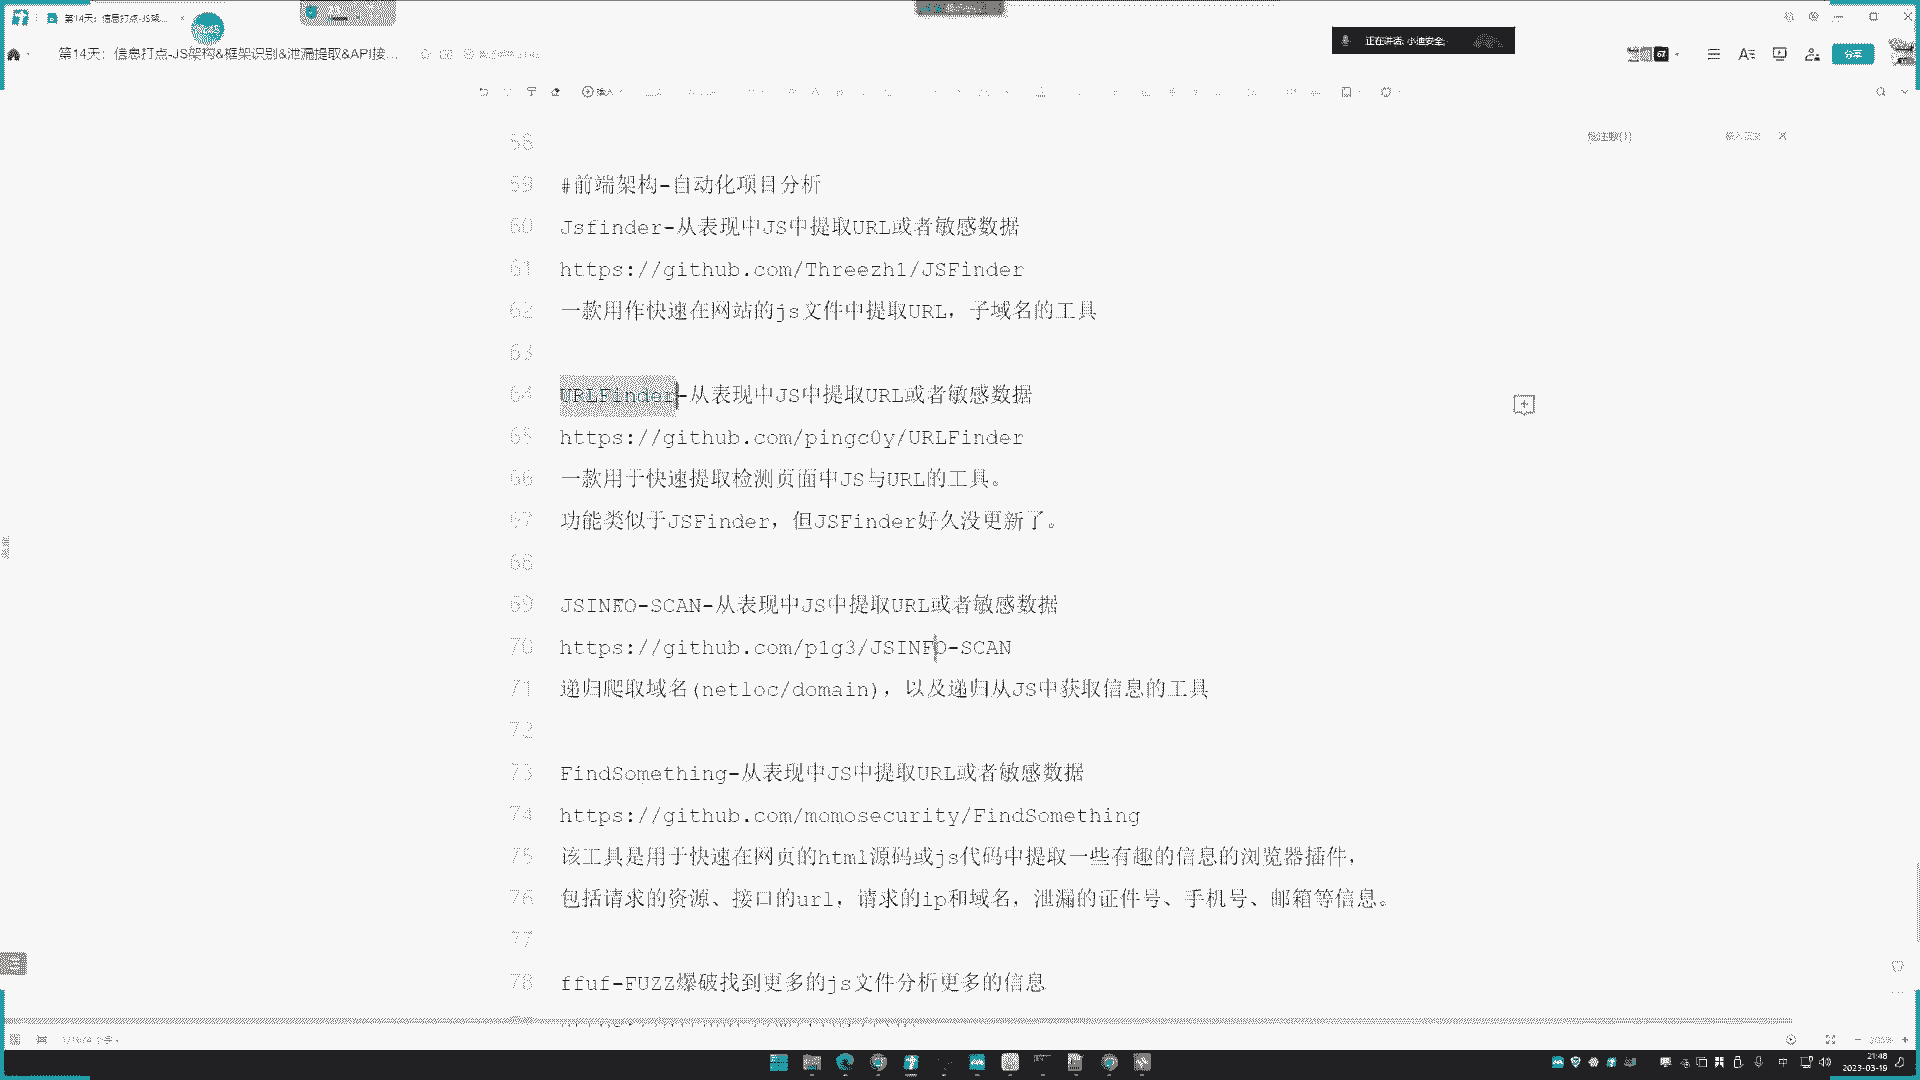 第14天：信息打点-JS架...
第14天：信息打点-JS架构&框架识别&泄漏提取&API接...
正在讲话: 小迪安全;
67
分享
插入
58
59 #前端架构-自动化项目分析
60 Jsfinder-从表现中JS中提取URL或者敏感数据
61 https://github.com/Threezh1/JSFinder
62 一款用作快速在网站的js文件中提取URL，子域名的工具
63
64 URLFinder-从表现中JS中提取URL或者敏感数据
65 https://github.com/pingc0y/URLFinder
66 一款用于快速提取检测页面中JS与URL的工具。
67 功能类似于JSFinder，但JSFinder好久没更新了。
68
69 JSINFO-SCAN-从表现中JS中提取URL或者敏感数据
70 https://github.com/p1g3/JSINFO-SCAN
71 递归爬取域名(netloc/domain)，以及递归从JS中获取信息的工具
72
73 FindSomething-从表现中JS中提取URL或者敏感数据
74 https://github.com/momosecurity/FindSomething
75 该工具是用于快速在网页的html源码或js代码中提取一些有趣的信息的浏览器插件，
76 包括请求的资源、接口的url，请求的ip和域名，泄漏的证件号、手机号、邮箱等信息。
77
78 ffuf-FUZZ爆破找到更多的js文件分析更多的信息
中
21:48
2023-03-19